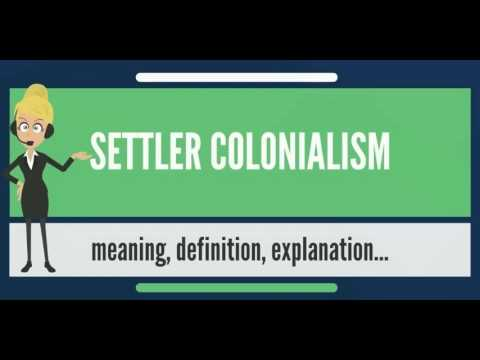 SETTLER COLONIALISM
meaning, definition, explanation...